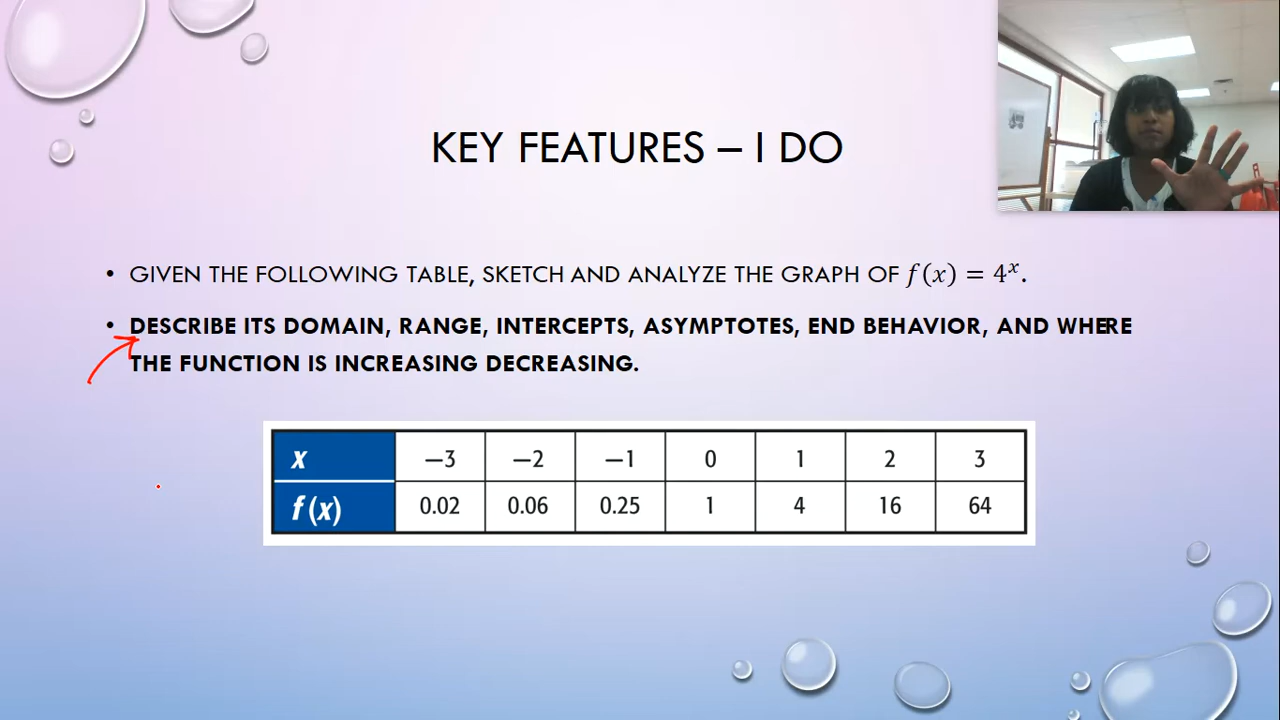 KEY FEATURES – I DO
• GIVEN THE FOLLOWING TABLE, SKETCH AND ANALYZE THE GRAPH OF f(x) = 4ˣ.
• DESCRIBE ITS DOMAIN, RANGE, INTERCEPTS, ASYMPTOTES, END BEHAVIOR, AND WHERE
THE FUNCTION IS INCREASING DECREASING.
x −3 −2 −1 0 1 2 3
f(x) 0.02 0.06 0.25 1 4 16 64